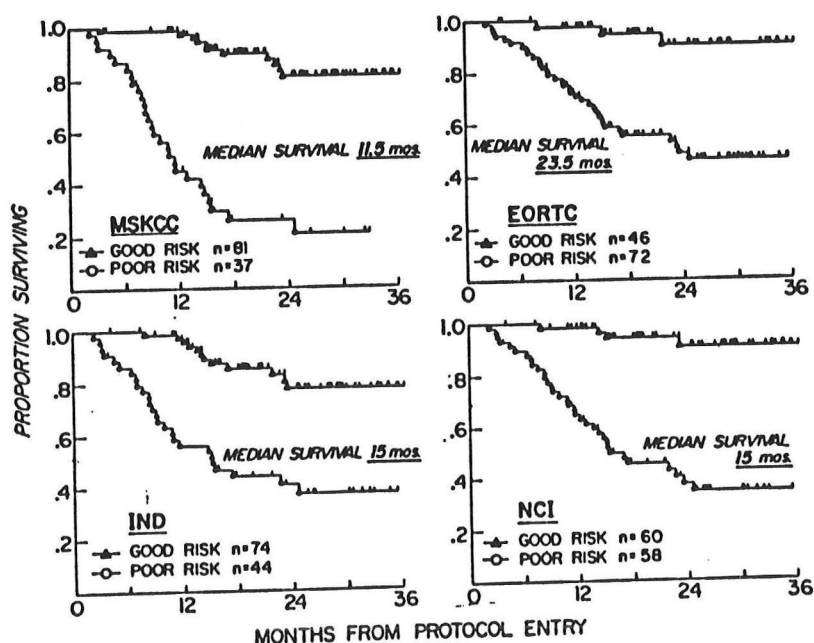 PROPORTION SURVIVING
1.0
.8
.6
.4
.2
MEDIAN SURVIVAL 11.5 mos.
MSKCC
GOOD RISK n=81
POOR RISK n=37
0 12 24 36
1.0
.8
.6
.4
.2
MEDIAN SURVIVAL
23.5 mos.
EORTC
GOOD RISK n=46
POOR RISK n=72
0 12 24 36
1.0
.8
.6
.4
.2
MEDIAN SURVIVAL 15 mos.
IND
GOOD RISK n=74
POOR RISK n=44
0 12 24 36
1.0
.8
.6
.4
.2
MEDIAN SURVIVAL
15 mos.
NCI
GOOD RISK n=60
POOR RISK n=58
0 12 24 36
MONTHS FROM PROTOCOL ENTRY